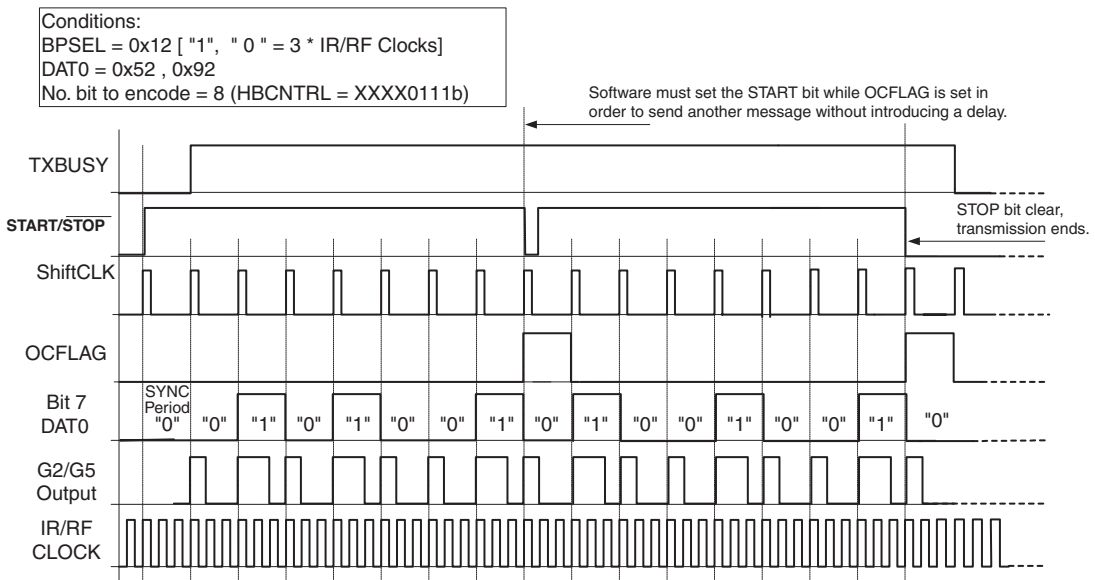 Conditions:
BPSEL = 0x12 [ "1",  " 0 " = 3 * IR/RF Clocks]
DAT0 = 0x52 , 0x92
No. bit to encode = 8 (HBCNTRL = XXXX0111b)
Software must set the START bit while OCFLAG is set in
order to send another message without introducing a delay.
TXBUSY
START/STOP
STOP bit clear,
transmission ends.
ShiftCLK
OCFLAG
SYNC
Period
Bit 7
DAT0
"0" "0" "1" "0" "1" "0" "0" "1" "0" "1" "0" "0" "1" "0" "0" "1" "0"
G2/G5
Output
IR/RF
CLOCK